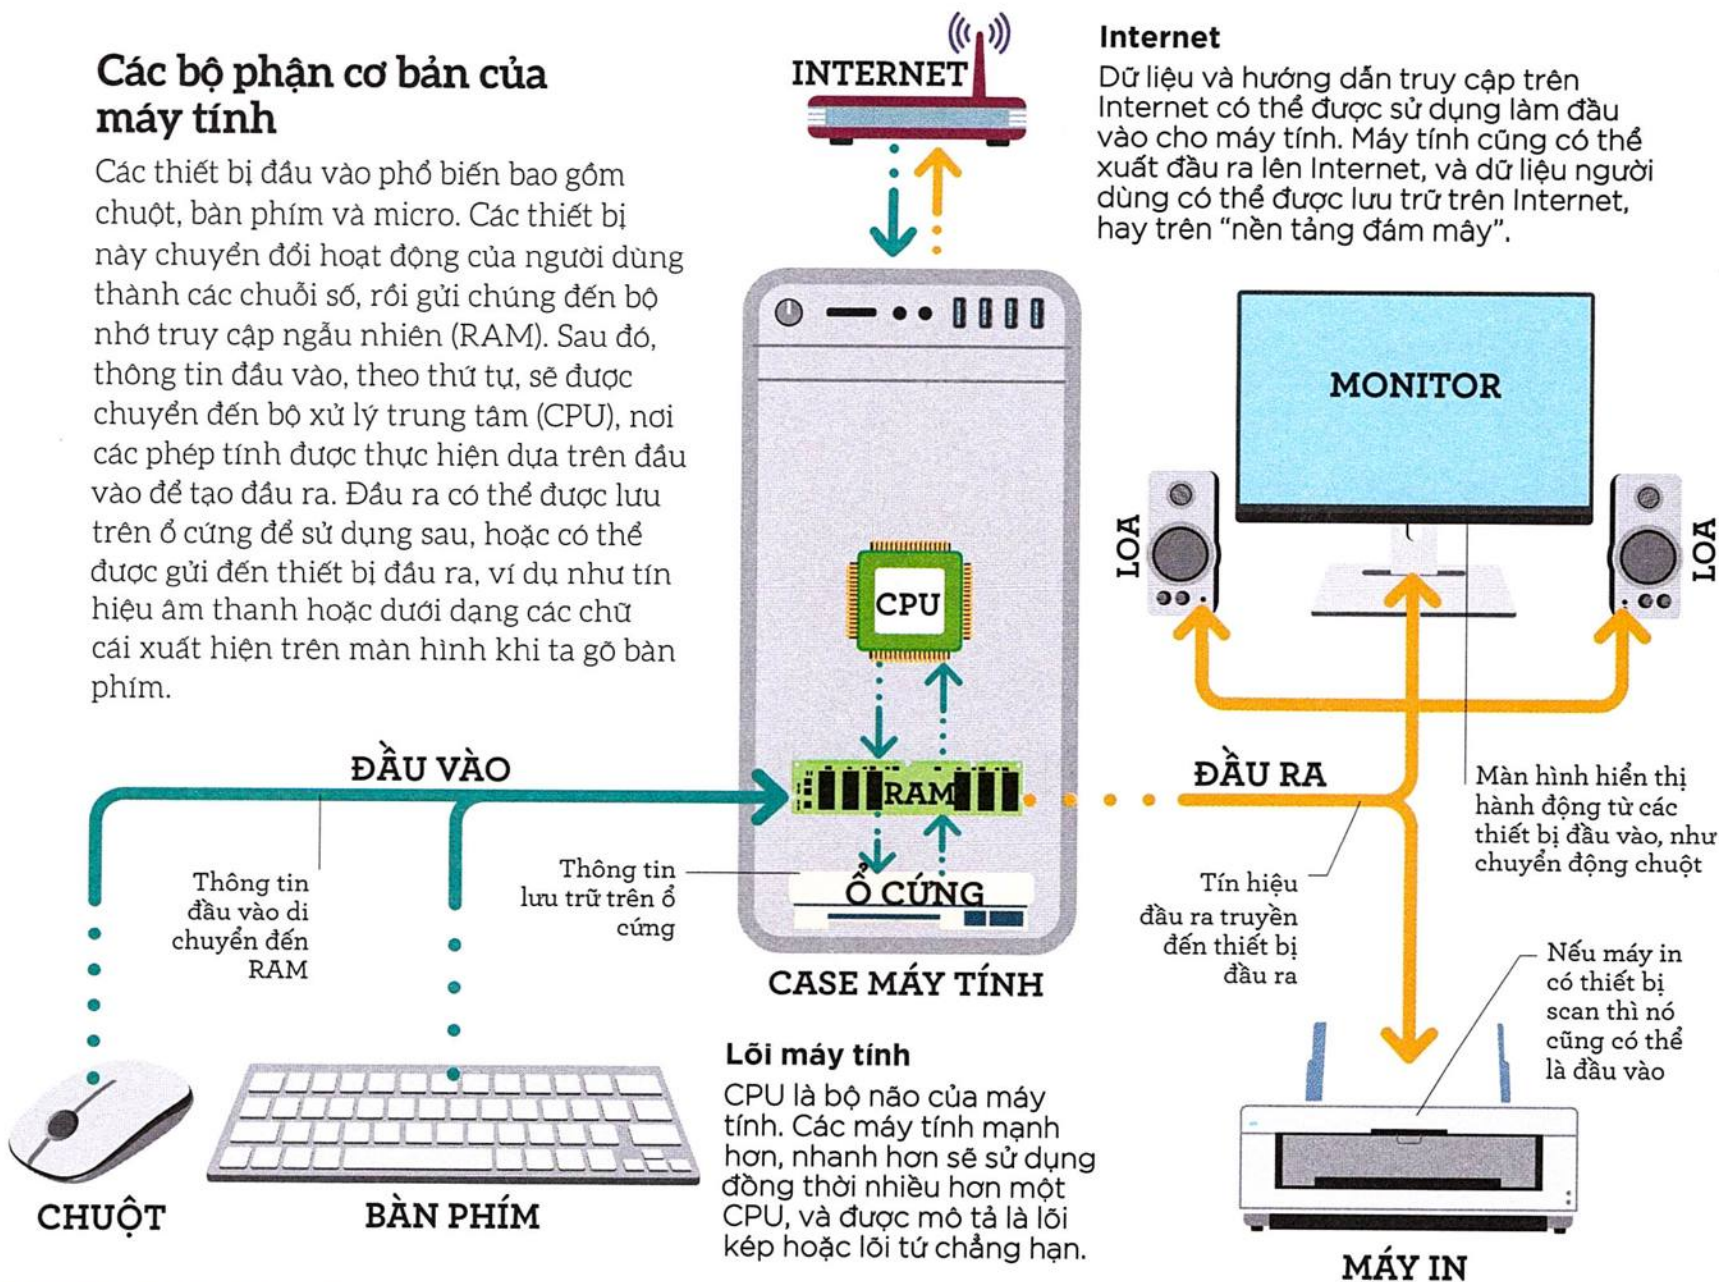 Các bộ phận cơ bản của
máy tính
Các thiết bị đầu vào phổ biến bao gồm
chuột, bàn phím và micro. Các thiết bị
này chuyển đổi hoạt động của người dùng
thành các chuỗi số, rồi gửi chúng đến bộ
nhớ truy cập ngẫu nhiên (RAM). Sau đó,
thông tin đầu vào, theo thứ tự, sẽ được
chuyển đến bộ xử lý trung tâm (CPU), nơi
các phép tính được thực hiện dựa trên đầu
vào để tạo đầu ra. Đầu ra có thể được lưu
trên ổ cứng để sử dụng sau, hoặc có thể
được gửi đến thiết bị đầu ra, ví dụ như tín
hiệu âm thanh hoặc dưới dạng các chữ
cái xuất hiện trên màn hình khi ta gõ bàn
phím.
INTERNET
Internet
Dữ liệu và hướng dẫn truy cập trên
Internet có thể được sử dụng làm đầu
vào cho máy tính. Máy tính cũng có thể
xuất đầu ra lên Internet, và dữ liệu người
dùng có thể được lưu trữ trên Internet,
hay trên “nền tảng đám mây”.
MONITOR
LOA
LOA
CPU
RAM
Ổ CỨNG
CASE MÁY TÍNH
ĐẦU VÀO
Thông tin
đầu vào di
chuyển đến
RAM
Thông tin
lưu trữ trên ổ
cứng
ĐẦU RA
Tín hiệu
đầu ra truyền
đến thiết bị
đầu ra
Màn hình hiển thị
hành động từ các
thiết bị đầu vào, như
chuyển động chuột
Nếu máy in
có thiết bị
scan thì nó
cũng có thể
là đầu vào
CHUỘT
BÀN PHÍM
Lõi máy tính
CPU là bộ não của máy
tính. Các máy tính mạnh
hơn, nhanh hơn sẽ sử dụng
đồng thời nhiều hơn một
CPU, và được mô tả là lõi
kép hoặc lõi tứ chẳng hạn.
MÁY IN